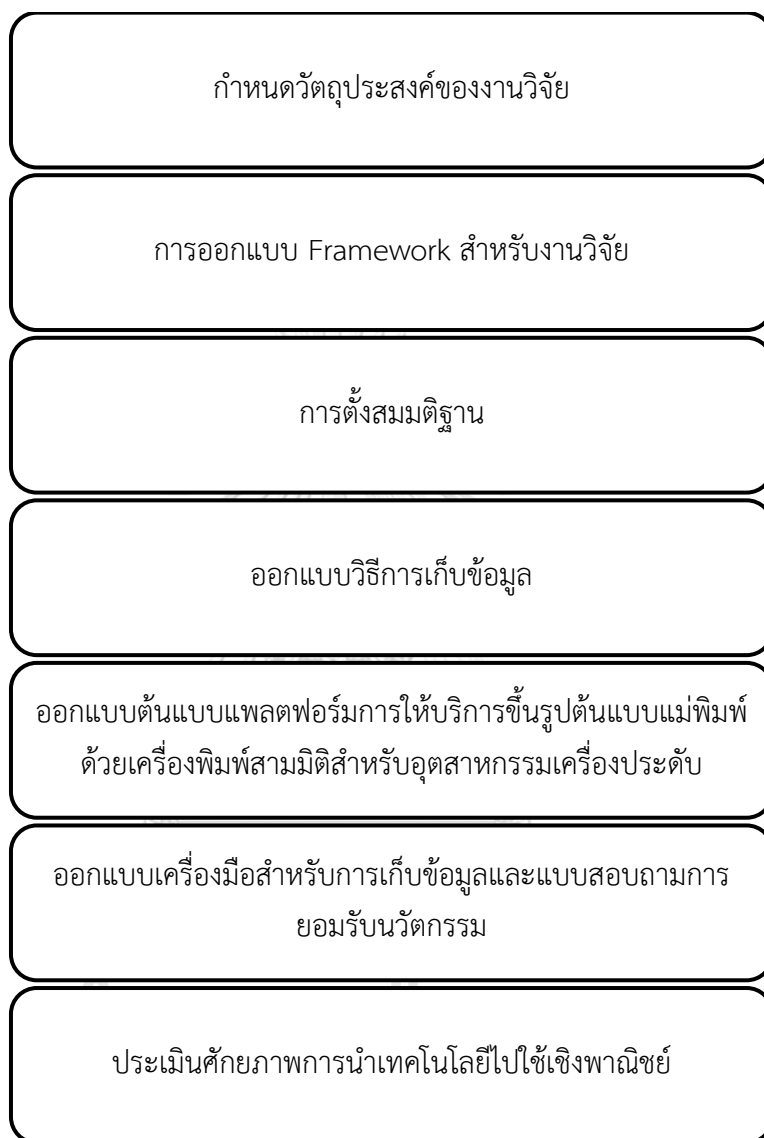 กำหนดวัตถุประสงค์ของงานวิจัย
การออกแบบ Framework สำหรับงานวิจัย
การตั้งสมมติฐาน
ออกแบบวิธีการเก็บข้อมูล
ออกแบบต้นแบบแพลตฟอร์มการให้บริการขึ้นรูปต้นแบบแม่พิมพ์
ด้วยเครื่องพิมพ์สามมิติสำหรับอุตสาหกรรมเครื่องประดับ
ออกแบบเครื่องมือสำหรับการเก็บข้อมูลและแบบสอบถามการ
ยอมรับนวัตกรรม
ประเมินศักยภาพการนำเทคโนโลยีไปใช้เชิงพาณิชย์